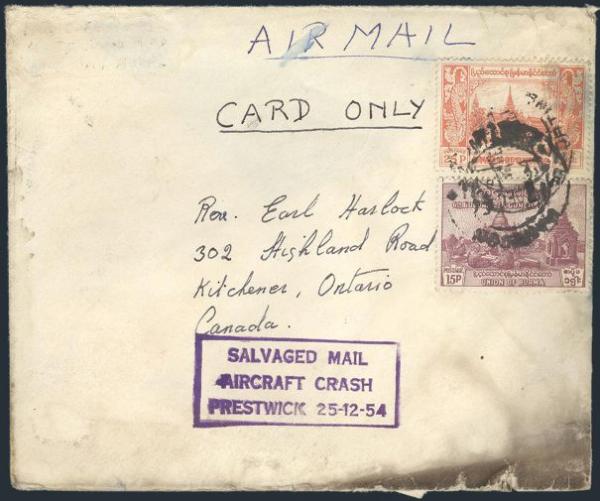 AIR MAIL
CARD ONLY
Rev. Earl Harlock
302 Highland Road
Kitchener, Ontario
Canada.
SALVAGED MAIL
AIRCRAFT CRASH
PRESTWICK 25-12-54
15P
UNION OF BURMA